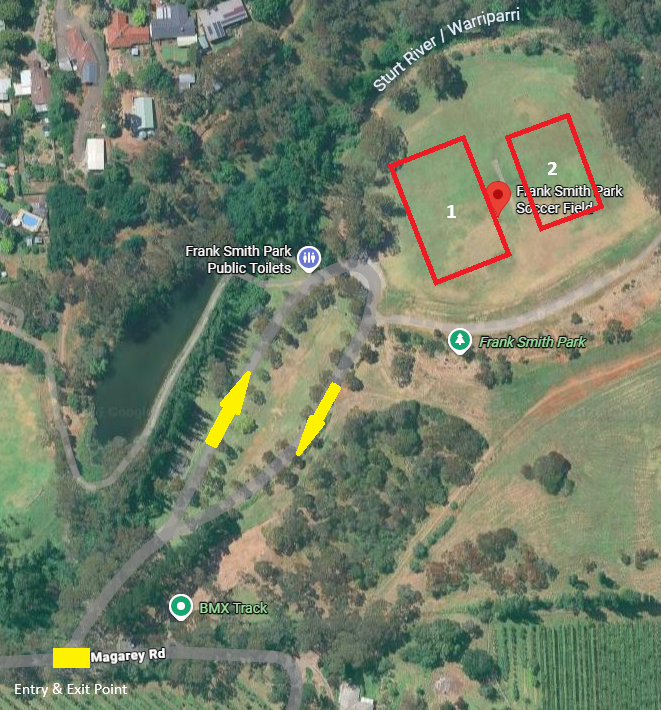 Sturt River / Warriparri
2
1
Frank Smith Park
Soccer Field
Frank Smith Park
Public Toilets
Frank Smith Park
BMX Track
Magarey Rd
Entry & Exit Point